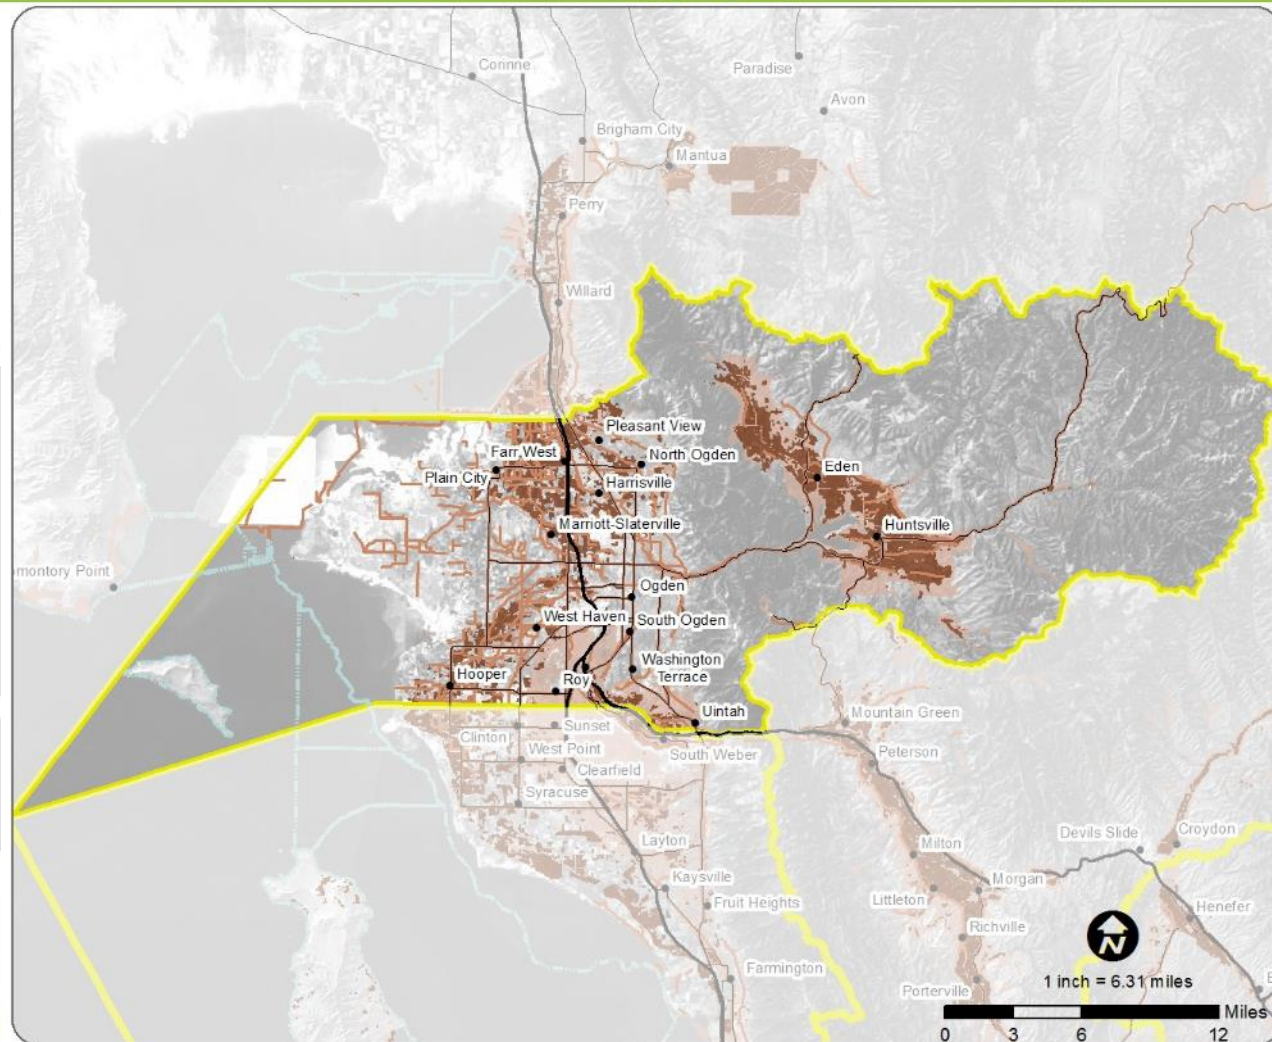 Corinne
Paradise
Avon
Brigham City
Mantua
Perry
Willard
Pleasant View
Farr West
North Ogden
Plain City
Harrisville
Eden
Marriott-Slaterville
Huntsville
omontory Point
Ogden
West Haven
South Ogden
Washington
Terrace
Hooper
Roy
Uintah
Mountain Green
Sunset
Clinton
West Point
South Weber
Peterson
Clearfield
Syracuse
Layton
Devils Slide
Croydon
Milton
Kaysville
Morgan
Littleton
Fruit Heights
Henefer
Richville
N
Farmington
Porterville
1 inch = 6.31 miles
E
Miles
0 3 6 12